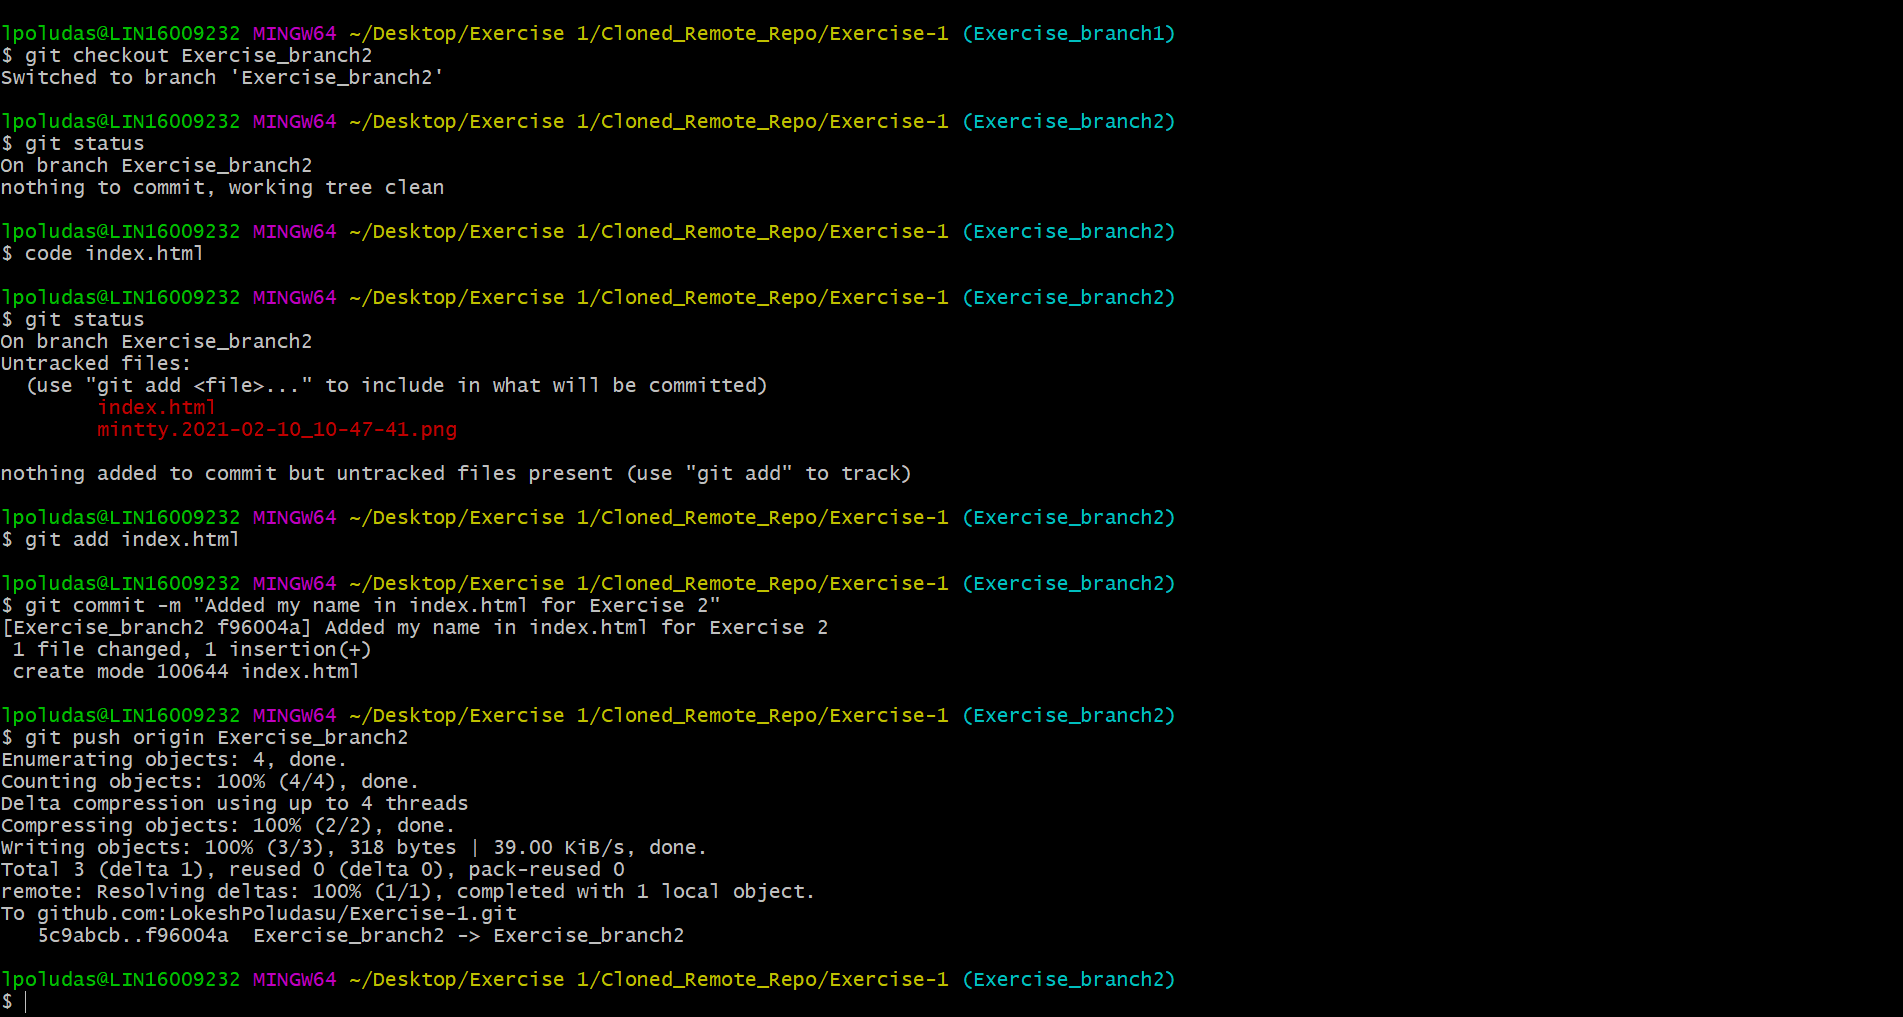 lpoludas@LIN16009232 MINGW64 ~/Desktop/Exercise 1/Cloned_Remote_Repo/Exercise-1 (Exercise_branch1)
$ git checkout Exercise_branch2
Switched to branch 'Exercise_branch2'

lpoludas@LIN16009232 MINGW64 ~/Desktop/Exercise 1/Cloned_Remote_Repo/Exercise-1 (Exercise_branch2)
$ git status
On branch Exercise_branch2
nothing to commit, working tree clean

lpoludas@LIN16009232 MINGW64 ~/Desktop/Exercise 1/Cloned_Remote_Repo/Exercise-1 (Exercise_branch2)
$ code index.html

lpoludas@LIN16009232 MINGW64 ~/Desktop/Exercise 1/Cloned_Remote_Repo/Exercise-1 (Exercise_branch2)
$ git status
On branch Exercise_branch2
Untracked files:
  (use "git add <file>..." to include in what will be committed)
        index.html
        mintty.2021-02-10_10-47-41.png

nothing added to commit but untracked files present (use "git add" to track)

lpoludas@LIN16009232 MINGW64 ~/Desktop/Exercise 1/Cloned_Remote_Repo/Exercise-1 (Exercise_branch2)
$ git add index.html

lpoludas@LIN16009232 MINGW64 ~/Desktop/Exercise 1/Cloned_Remote_Repo/Exercise-1 (Exercise_branch2)
$ git commit -m "Added my name in index.html for Exercise 2"
[Exercise_branch2 f96004a] Added my name in index.html for Exercise 2
 1 file changed, 1 insertion(+)
 create mode 100644 index.html

lpoludas@LIN16009232 MINGW64 ~/Desktop/Exercise 1/Cloned_Remote_Repo/Exercise-1 (Exercise_branch2)
$ git push origin Exercise_branch2
Enumerating objects: 4, done.
Counting objects: 100% (4/4), done.
Delta compression using up to 4 threads
Compressing objects: 100% (2/2), done.
Writing objects: 100% (3/3), 318 bytes | 39.00 KiB/s, done.
Total 3 (delta 1), reused 0 (delta 0), pack-reused 0
remote: Resolving deltas: 100% (1/1), completed with 1 local object.
To github.com:LokeshPoludasu/Exercise-1.git
   5c9abcb..f96004a  Exercise_branch2 -> Exercise_branch2

lpoludas@LIN16009232 MINGW64 ~/Desktop/Exercise 1/Cloned_Remote_Repo/Exercise-1 (Exercise_branch2)
$